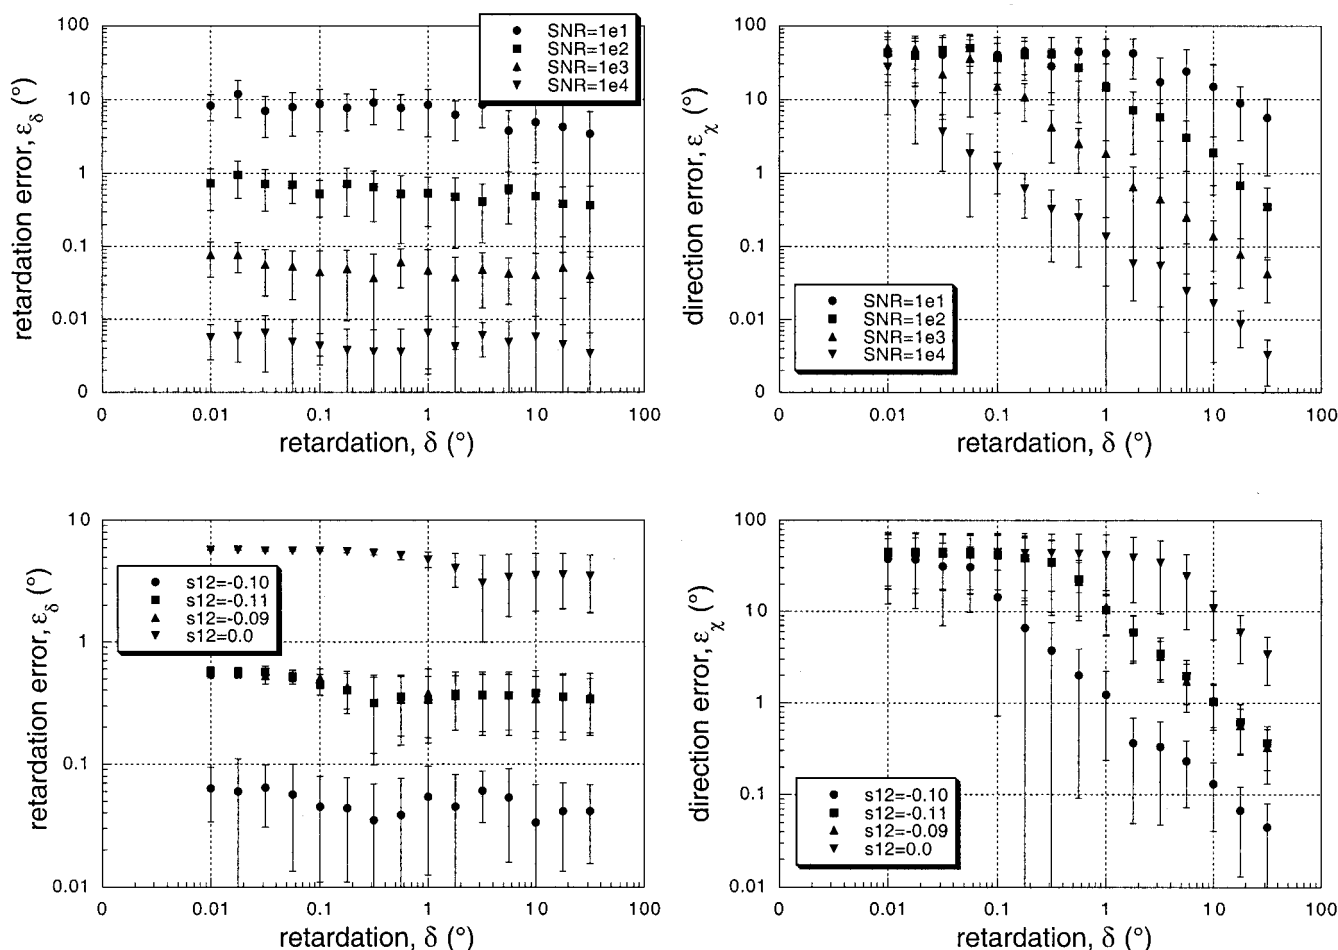 100
10
1
0.1
0.01
0
retardation error, εδ (°)
SNR=1e1
SNR=1e2
SNR=1e3
SNR=1e4
0 0.01 0.1 1 10 100
retardation, δ (°)
100
10
1
0.1
0.01
0
direction error, εχ (°)
SNR=1e1
SNR=1e2
SNR=1e3
SNR=1e4
0 0.01 0.1 1 10 100
retardation, δ (°)
10
1
0.1
0.01
retardation error, εδ (°)
s12=-0.10
s12=-0.11
s12=-0.09
s12=0.0
0 0.01 0.1 1 10 100
retardation, δ (°)
100
10
1
0.1
0.01
direction error, εχ (°)
s12=-0.10
s12=-0.11
s12=-0.09
s12=0.0
0 0.01 0.1 1 10 100
retardation, δ (°)